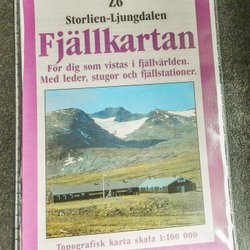 Z6
Storlien-Ljungdalen
Fjällkartan
För dig som vistas i fjällvärlden.
Med leder, stugor och fjällstationer.
Topografisk karta skala 1:100 000